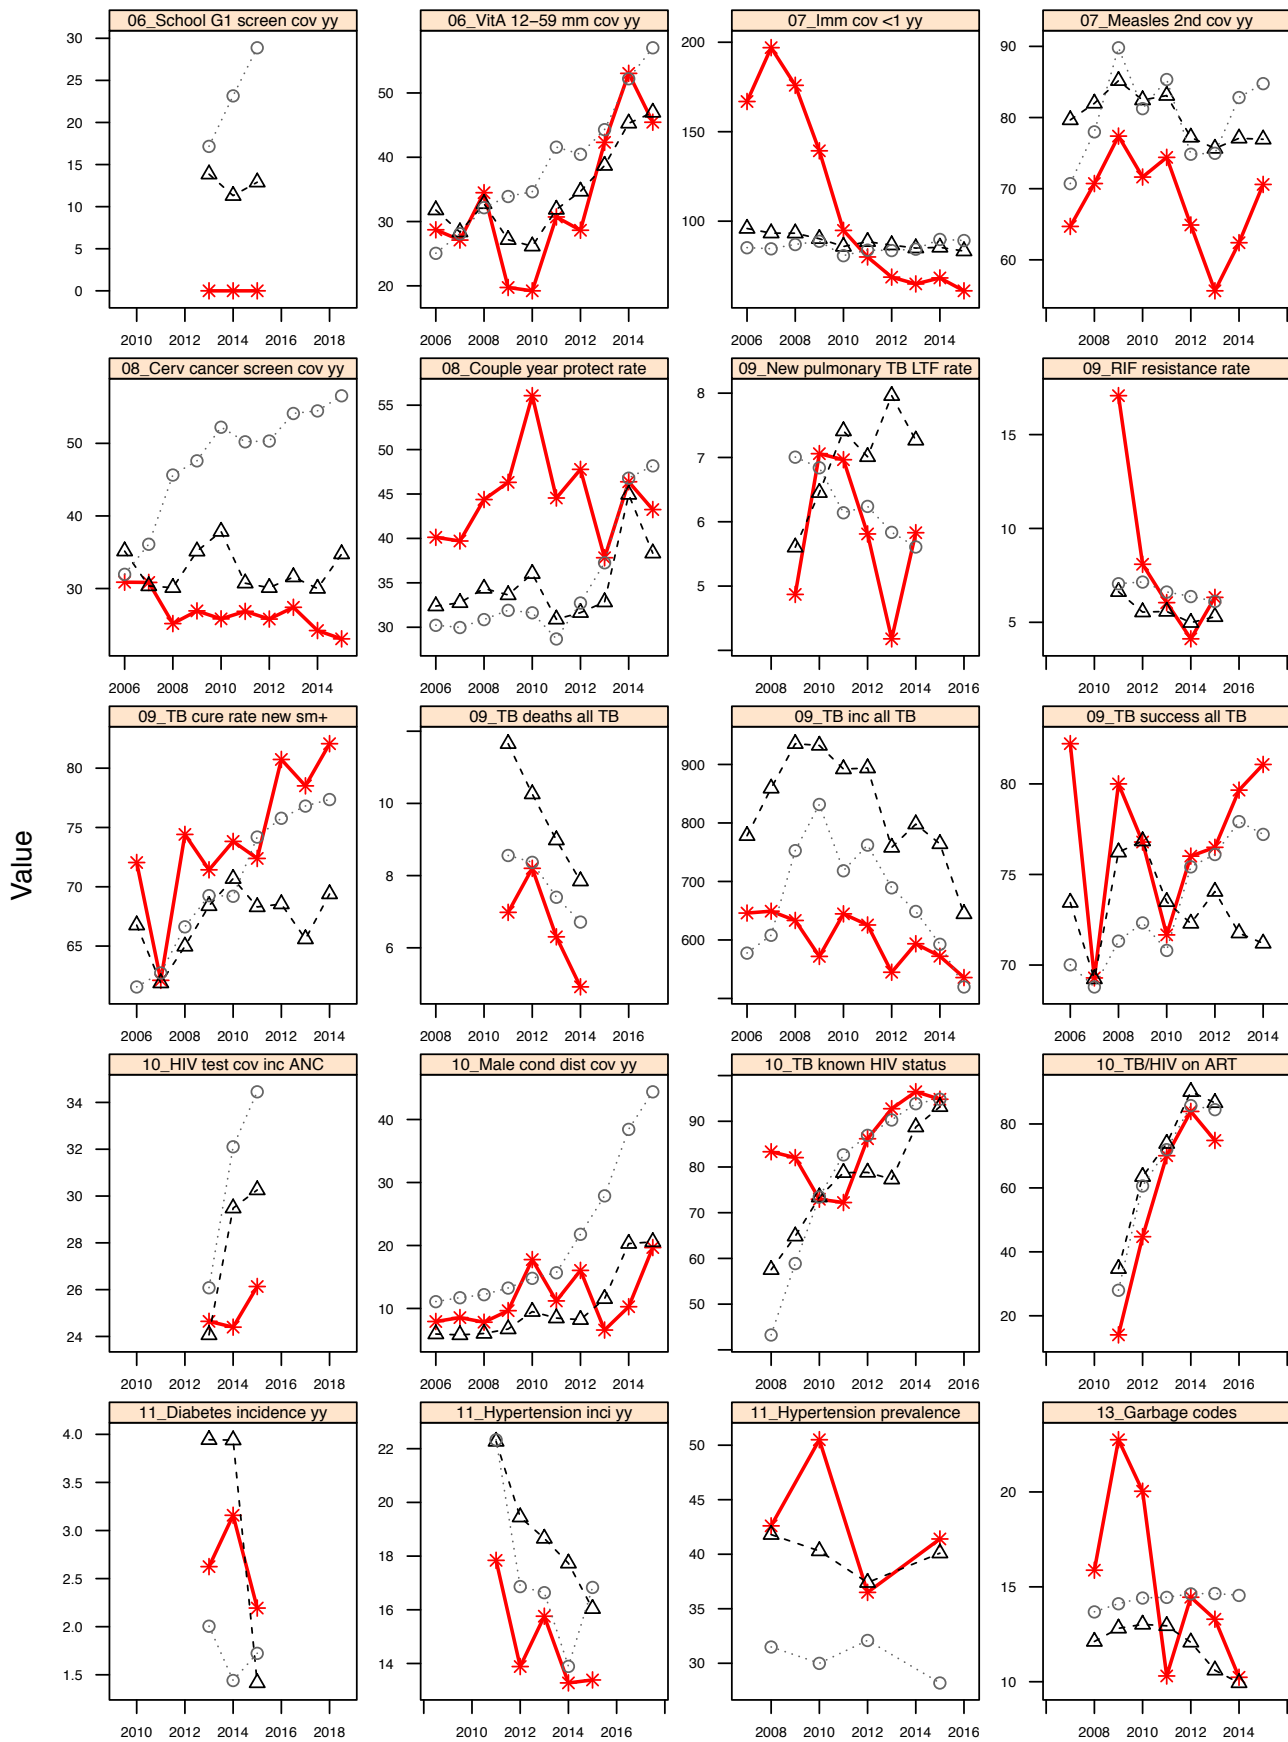 06_School G1 screen cov yy
06_VitA 12−59 mm cov yy
07_Imm cov <1 yy
07_Measles 2nd cov yy
30
25
20
15
10
5
0
50
40
30
20
200
150
100
90
80
70
60
2010 2012 2014 2016 2018
2006 2008 2010 2012 2014
2006 2008 2010 2012 2014
2008 2010 2012 2014
08_Cerv cancer screen cov yy
08_Couple year protect rate
09_New pulmonary TB LTF rate
09_RIF resistance rate
50
40
30
55
50
45
40
35
30
8
7
6
5
15
10
5
2006 2008 2010 2012 2014
2006 2008 2010 2012 2014
2008 2010 2012 2014 2016
2010 2012 2014 2016
09_TB cure rate new sm+
09_TB deaths all TB
09_TB inc all TB
09_TB success all TB
80
75
70
65
10
8
6
900
800
700
600
80
75
70
2006 2008 2010 2012 2014
2008 2010 2012 2014 2016
2006 2008 2010 2012 2014
2006 2008 2010 2012 2014
Value
10_HIV test cov inc ANC
10_Male cond dist cov yy
10_TB known HIV status
10_TB/HIV on ART
34
32
30
28
26
24
40
30
20
10
90
80
70
60
50
80
60
40
20
2010 2012 2014 2016 2018
2006 2008 2010 2012 2014
2008 2010 2012 2014 2016
2010 2012 2014 2016
11_Diabetes incidence yy
11_Hypertension inci yy
11_Hypertension prevalence
13_Garbage codes
4.0
3.5
3.0
2.5
2.0
1.5
22
20
18
16
14
50
45
40
35
30
20
15
10
2010 2012 2014 2016 2018
2010 2012 2014 2016
2008 2010 2012 2014 2016
2008 2010 2012 2014